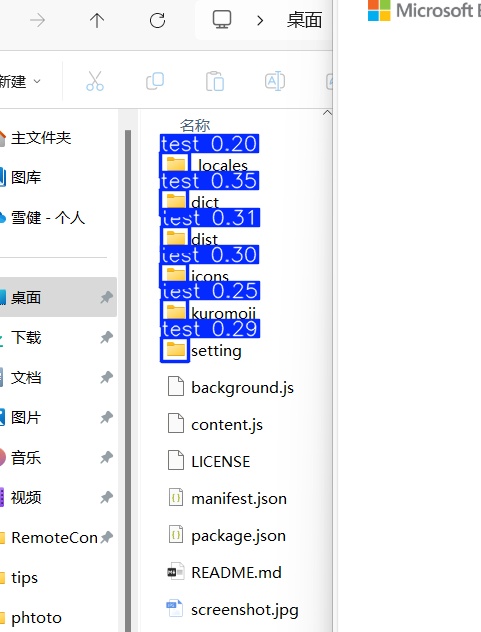 Microsoft
桌面
新建
名称
主文件夹
图库
雪健 - 个人
桌面
下载
文档
图片
音乐
视频
RemoteCon
tips
phtoto
test 0.20
_locales
test 0.35
dict
test 0.31
dist
test 0.30
icons
test 0.25
kuromoji
test 0.29
setting
background.js
content.js
LICENSE
manifest.json
package.json
README.md
screenshot.jpg